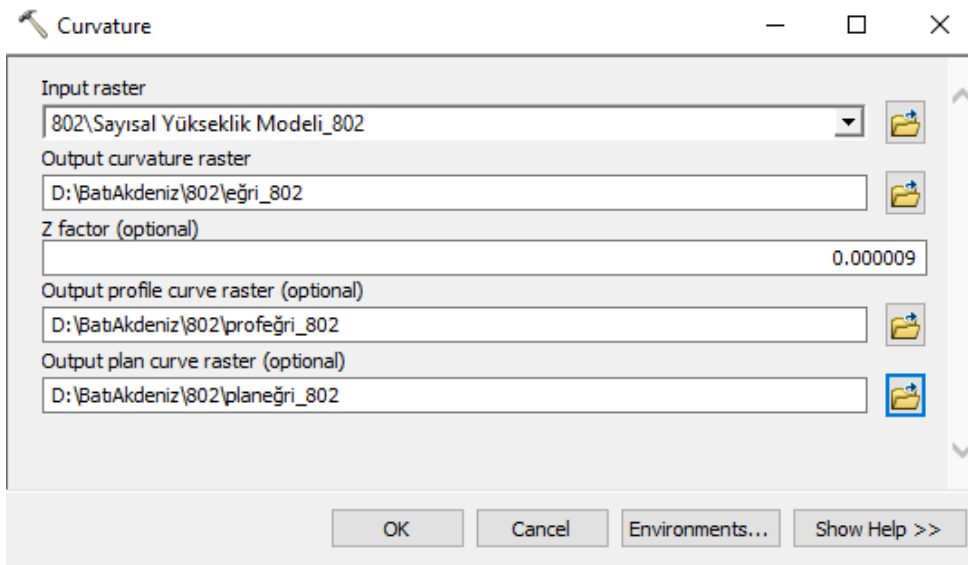 Curvature
Input raster
802\Sayısal Yükseklik Modeli_802
Output curvature raster
D:\BatıAkdeniz\802\eğri_802
Z factor (optional)
0.000009
Output profile curve raster (optional)
D:\BatıAkdeniz\802\profeğri_802
Output plan curve raster (optional)
D:\BatıAkdeniz\802\planeğri_802
OK Cancel Environments... Show Help >>